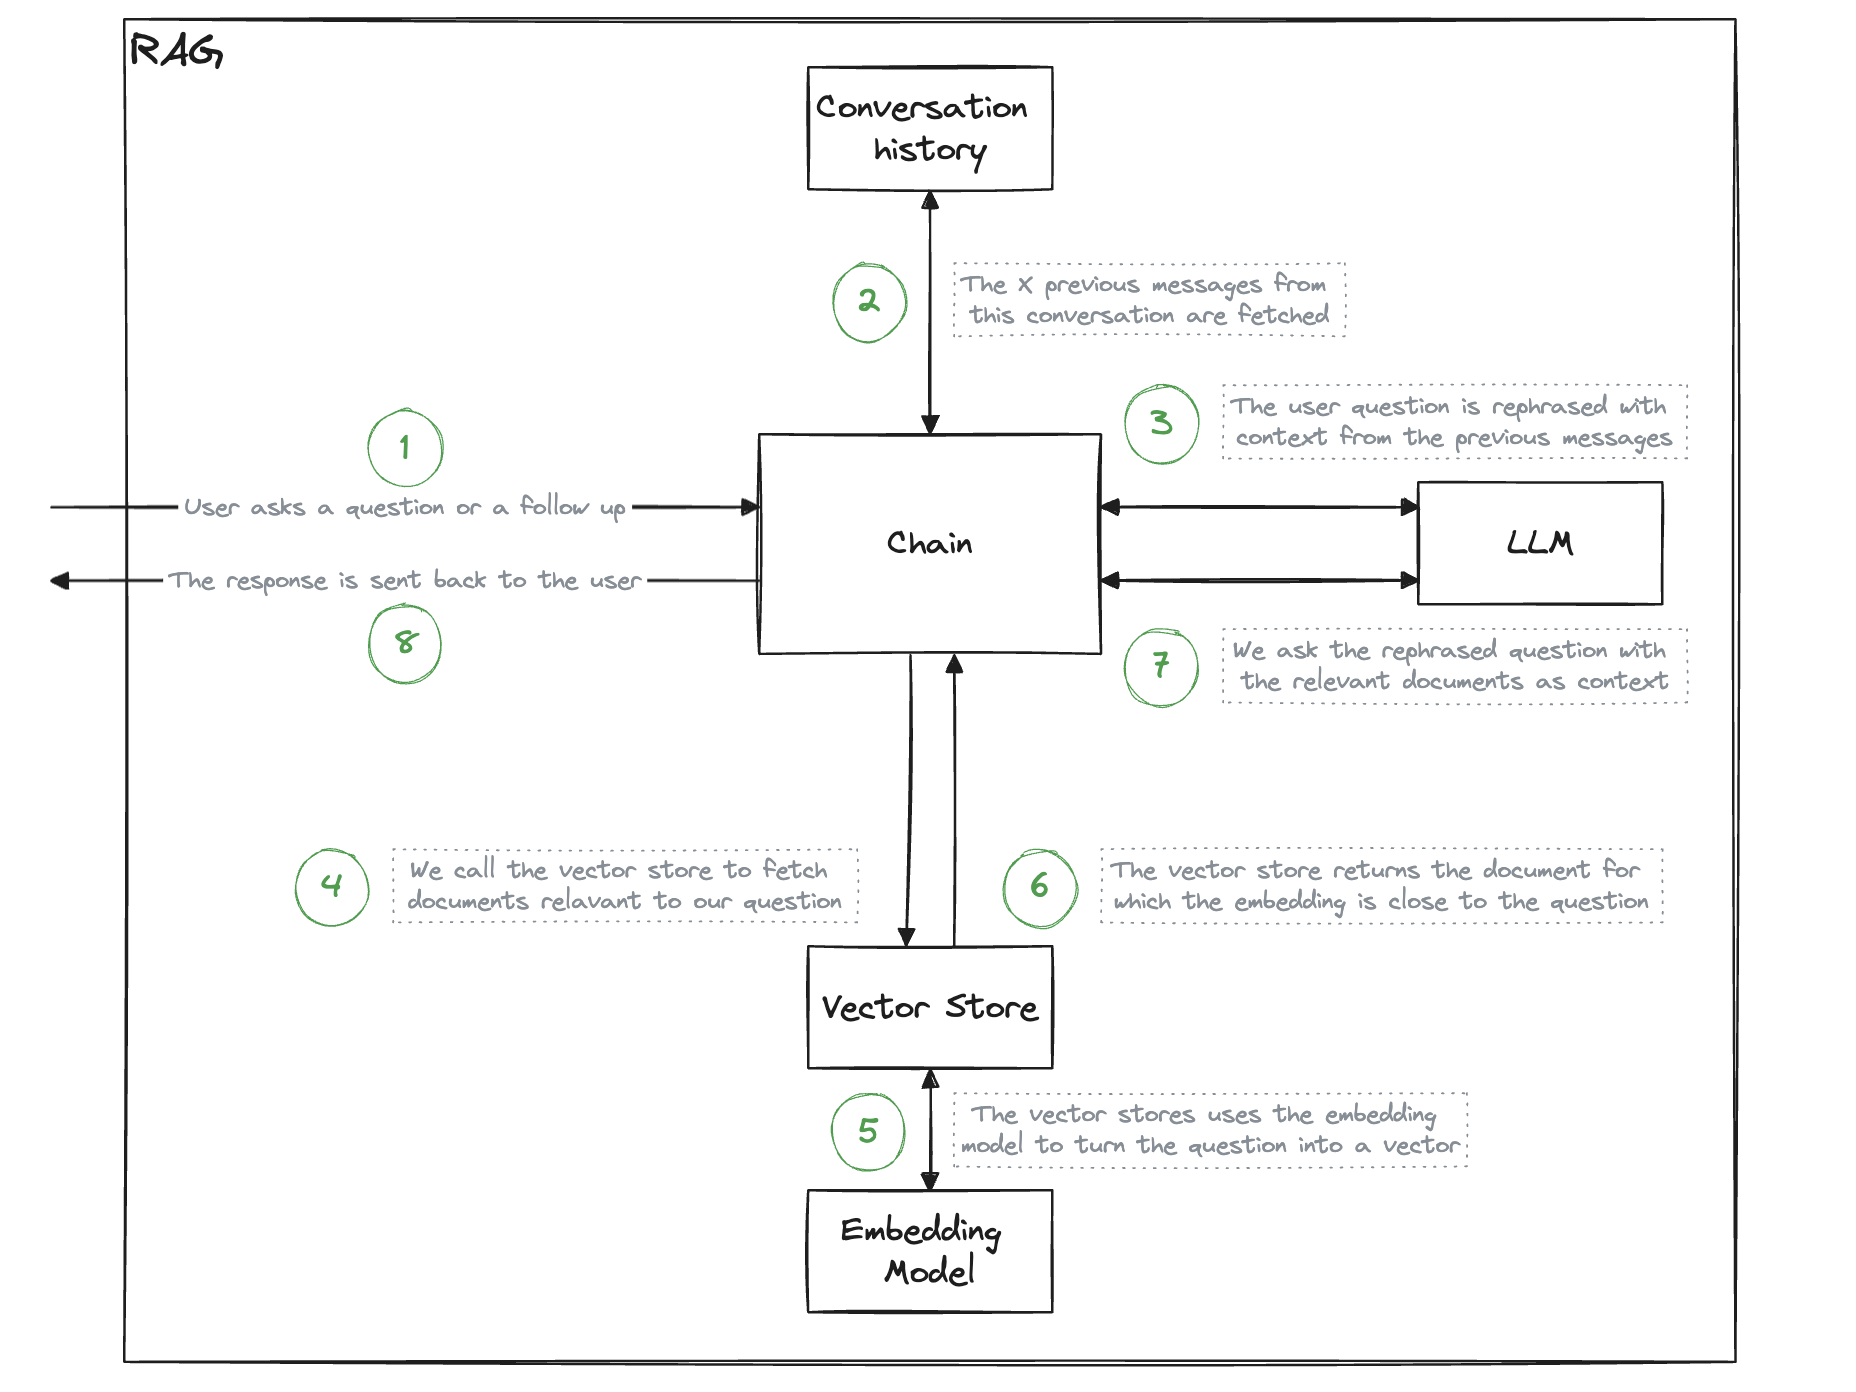 RAG
Conversation
history
2
The X previous messages from
this conversation are fetched
1
3
The user question is rephrased with
context from the previous messages
User asks a question or a follow up
Chain
LLM
The response is sent back to the user
8
7
We ask the rephrased question with
the relevant documents as context
4
We call the vector store to fetch
documents relavant to our question
6
The vector store returns the document for
which the embedding is close to the question
Vector Store
5
The vector stores uses the embedding
model to turn the question into a vector
Embedding
Model